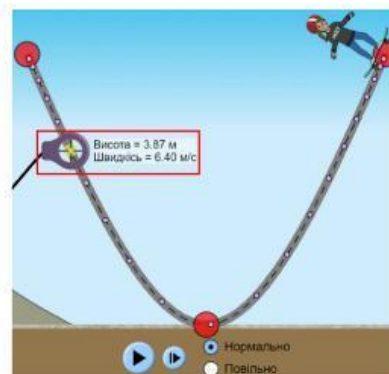 Висота = 3.87 м
Швидкість = 6.40 м/с
Нормально
Повільно